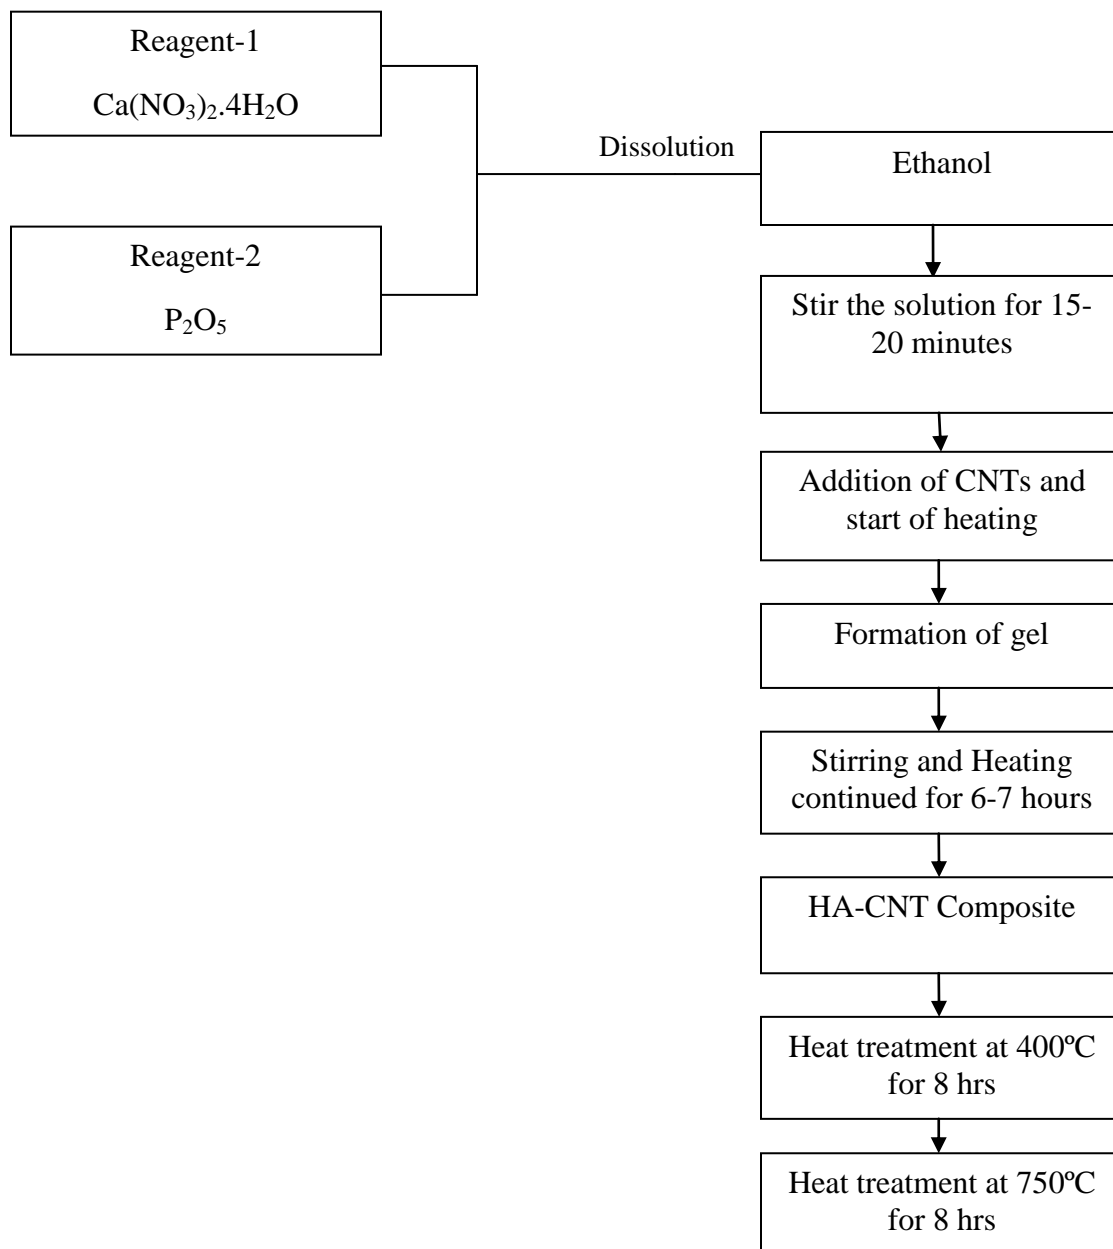 Reagent-1
Ca(NO₃)₂.4H₂O
Reagent-2
P₂O₅
Dissolution
Ethanol
Stir the solution for 15-
20 minutes
Addition of CNTs and
start of heating
Formation of gel
Stirring and Heating
continued for 6-7 hours
HA-CNT Composite
Heat treatment at 400ºC
for 8 hrs
Heat treatment at 750ºC
for 8 hrs